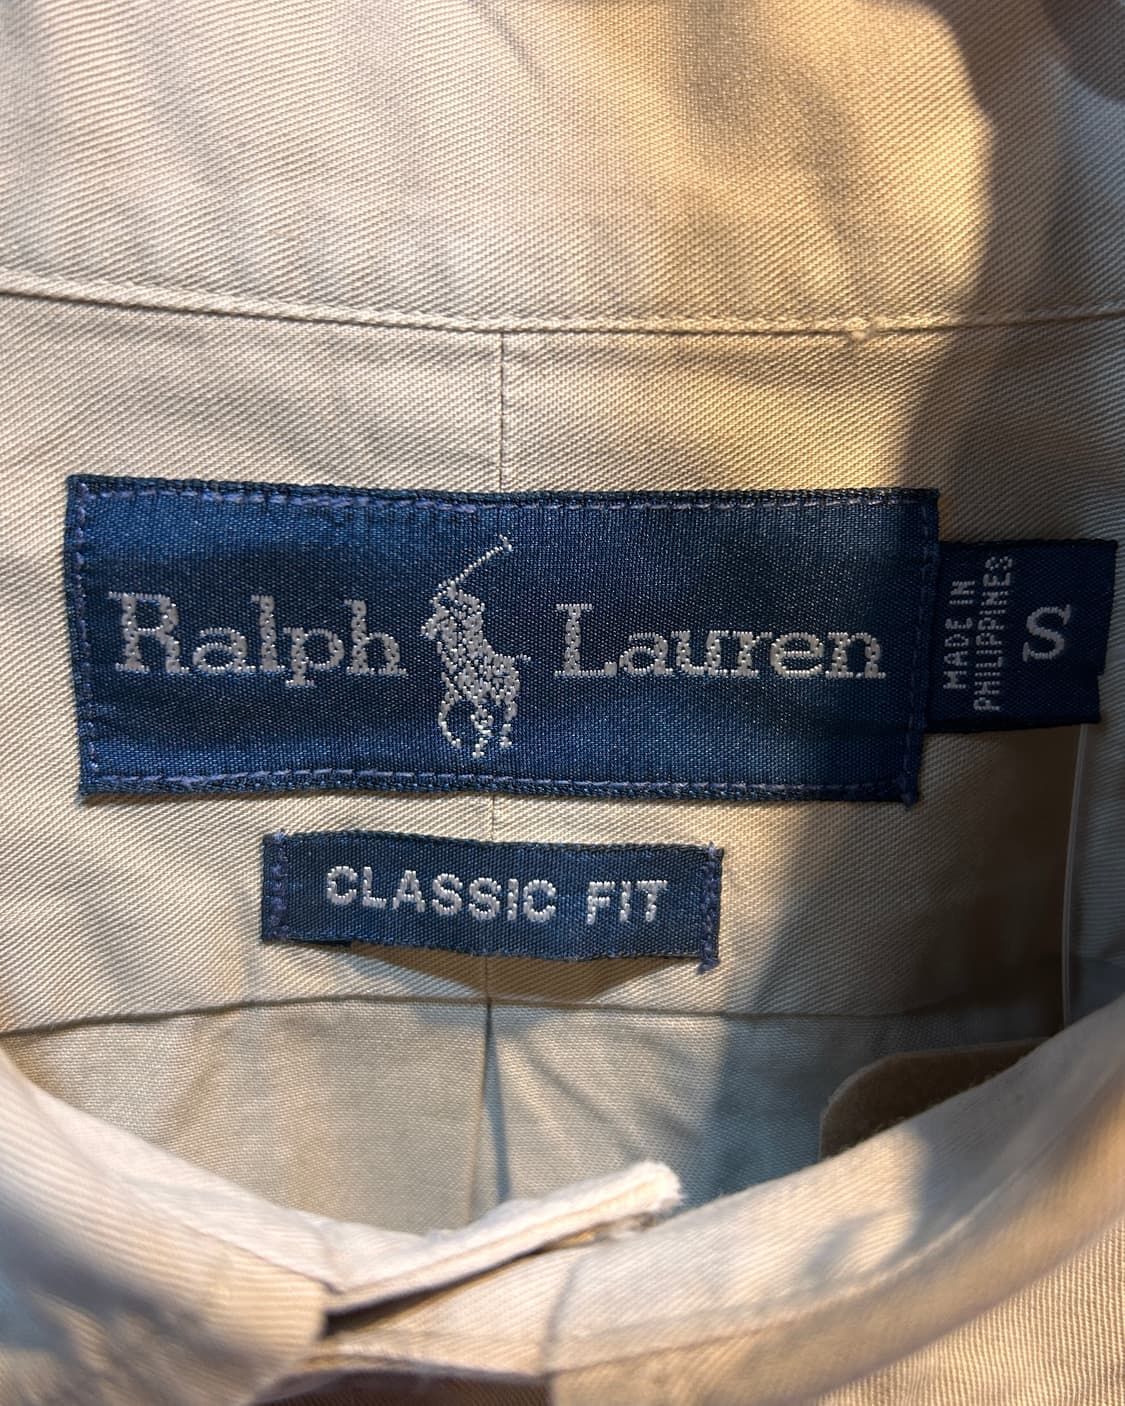 Ralph Lauren
MADE IN
PHILIPPINES
S
CLASSIC FIT